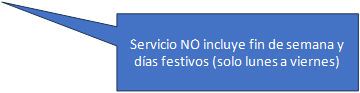 Servicio NO incluye fin de semana y
días festivos (solo lunes a viernes)